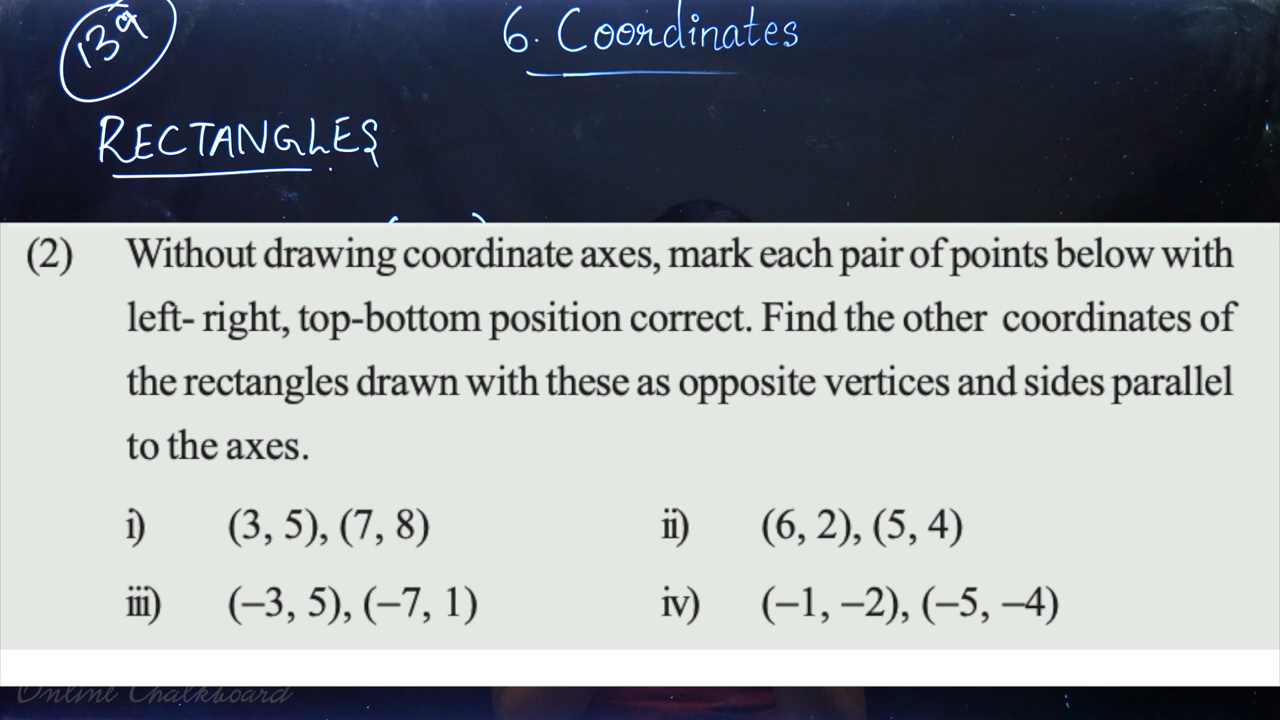 139
6. Coordinates
RECTANGLES
(2) Without drawing coordinate axes, mark each pair of points below with
left- right, top-bottom position correct. Find the other coordinates of
the rectangles drawn with these as opposite vertices and sides parallel
to the axes.
i) (3, 5), (7, 8) ii) (6, 2), (5, 4)
iii) (–3, 5), (–7, 1) iv) (–1, –2), (–5, –4)
Online Chalkboard